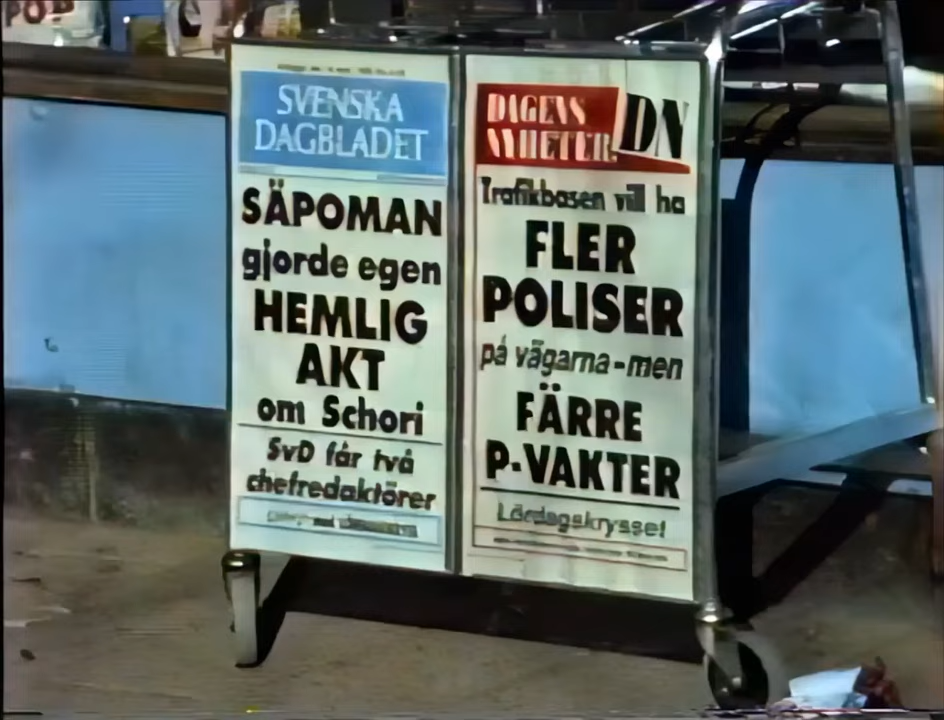 SVENSKA
DAGBLADET
SÄPOMAN
gjorde egen
HEMLIG
AKT
om Schori
SvD får två
chefredaktörer
DAGENS
NYHETER
DN
Trafikbasen vill ha
FLER
POLISER
på vägarna-men
FÄRRE
P-VAKTER
Lördagskrysset